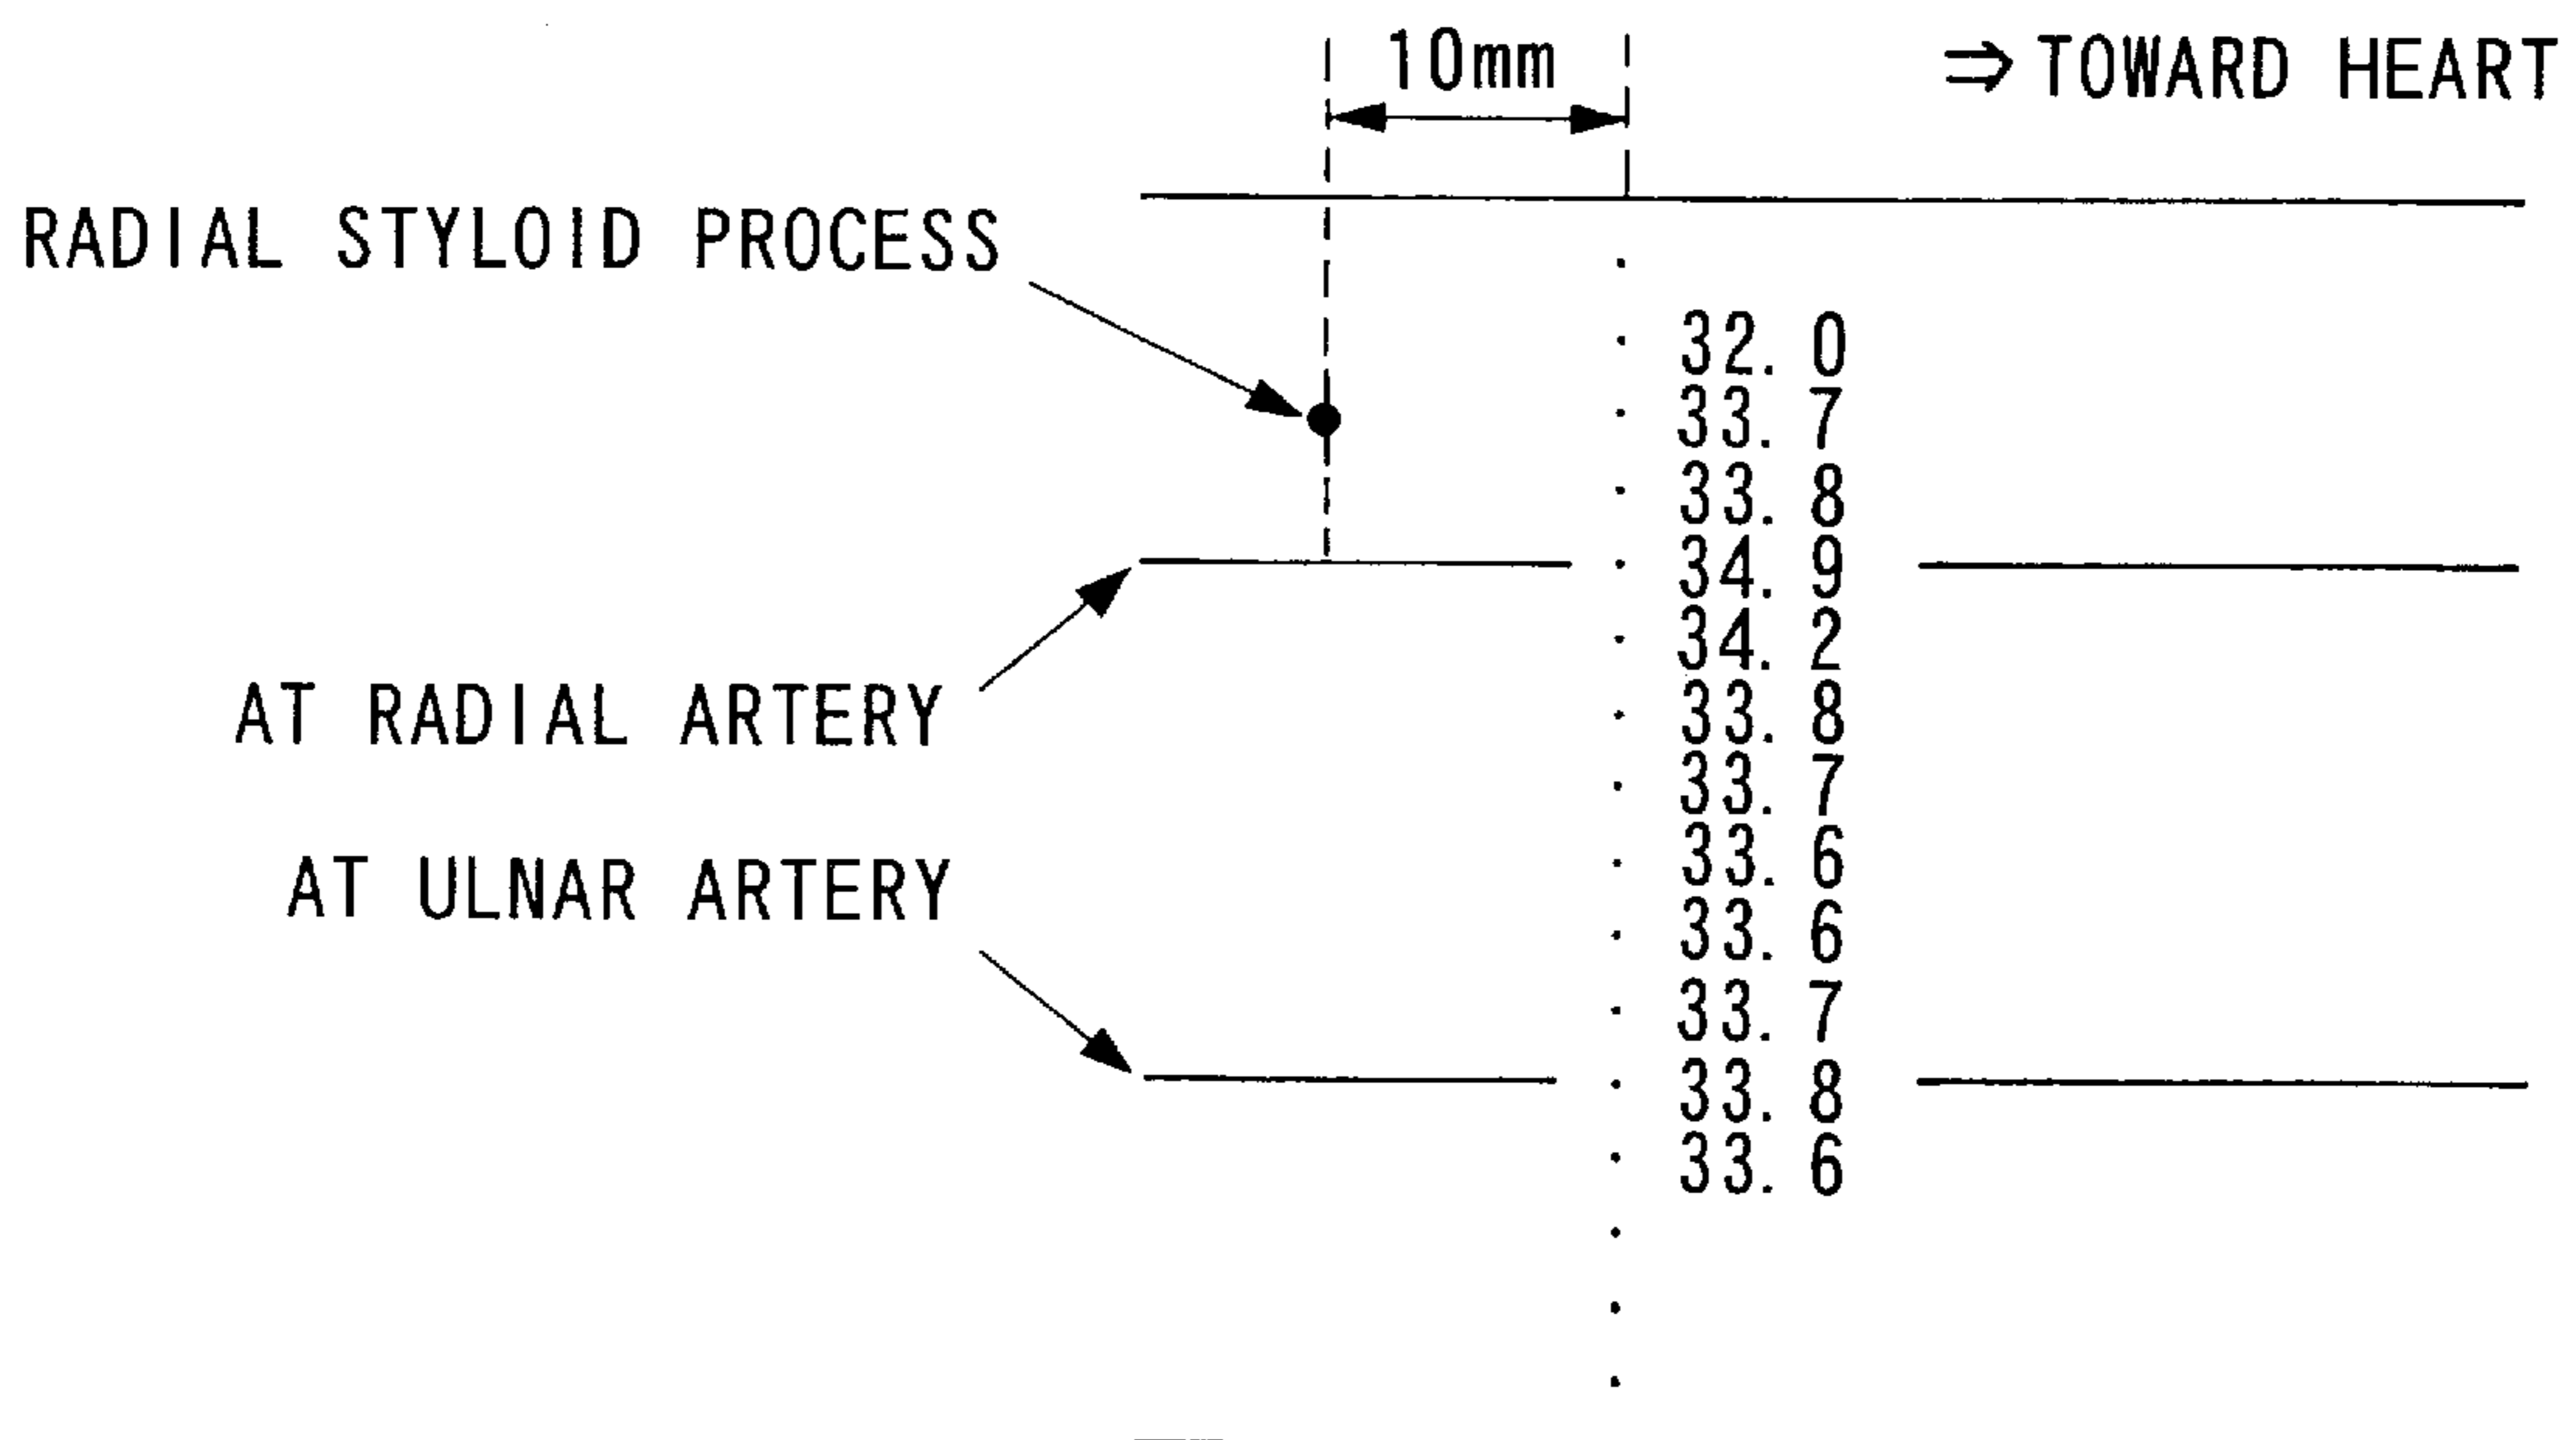 10mm
⇒ TOWARD HEART
RADIAL STYLOID PROCESS
32.0
33.7
33.8
34.9
34.2
AT RADIAL ARTERY
33.8
33.7
33.6
AT ULNAR ARTERY
33.6
33.7
33.8
33.6